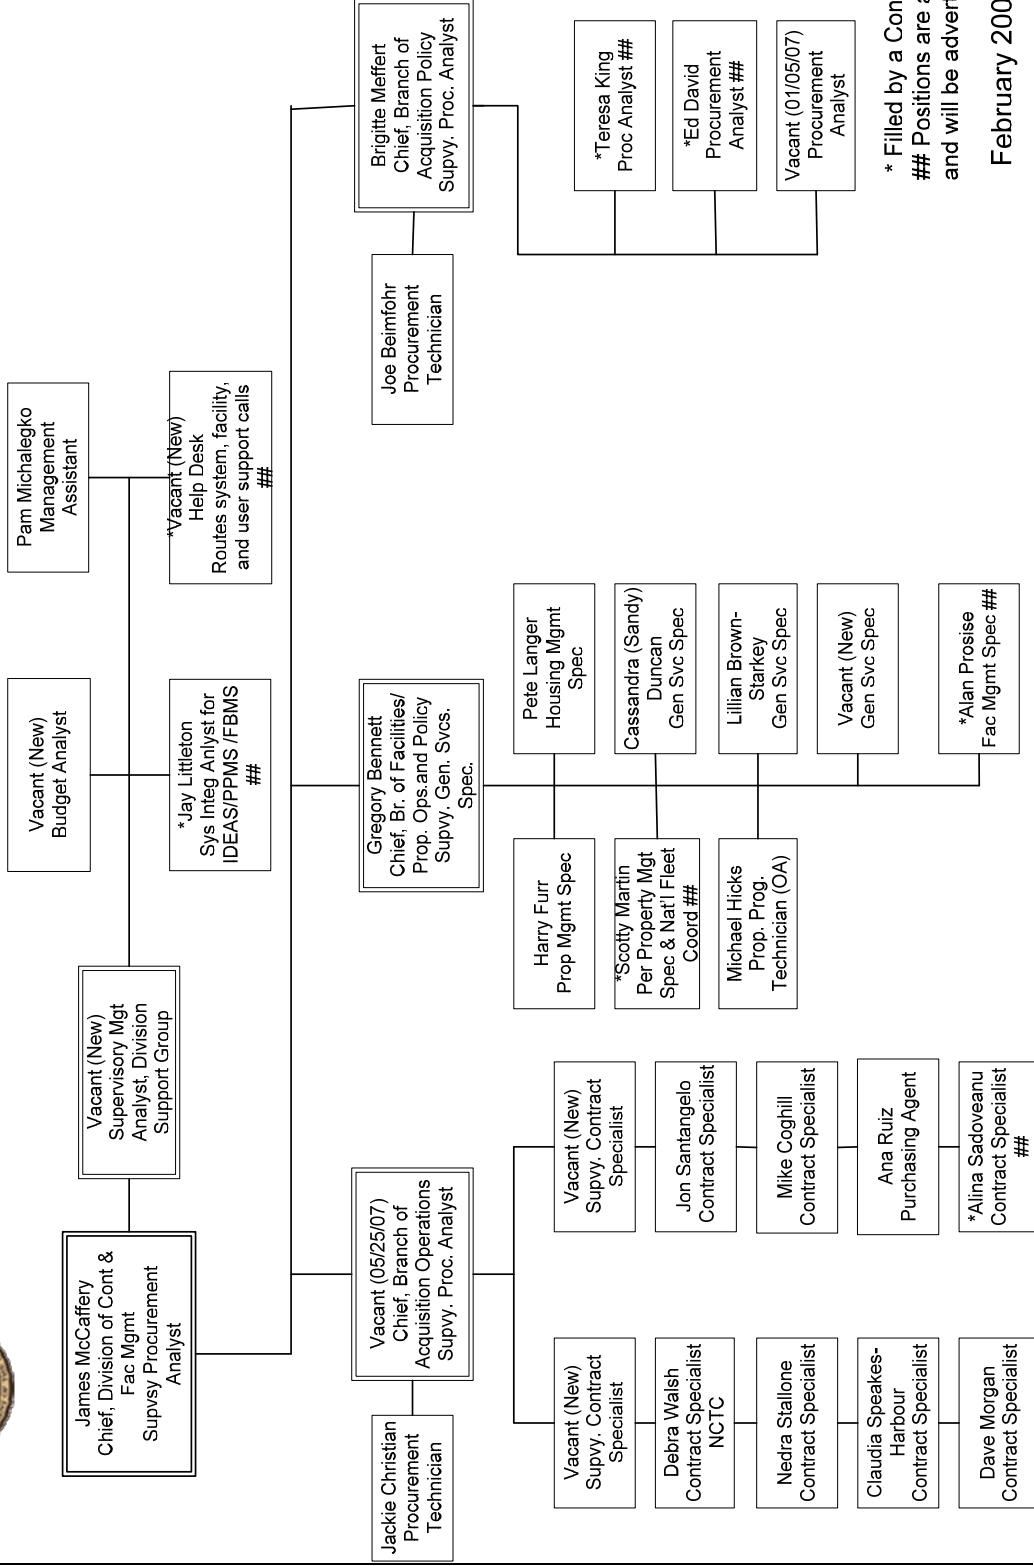 James McCaffery
Chief, Division of Cont &
Fac Mgmt
Supvsy Procurement
Analyst
Vacant (New)
Supervisory Mgt
Analyst, Division
Support Group
Vacant (New)
Budget Analyst
Pam Michalegko
Management
Assistant
*Jay Littleton
Sys Integ Anlyst for
IDEAS/PPMS /FBMS
##
*Vacant (New)
Help Desk
Routes system, facility,
and user support calls
##
Jackie Christian
Procurement
Technician
Vacant (05/25/07)
Chief, Branch of
Acquisition Operations
Supvy. Proc. Analyst
Vacant (New)
Supvy. Contract
Specialist
Debra Walsh
Contract Specialist
NCTC
Nedra Stallone
Contract Specialist
Claudia Speakes-
Harbour
Contract Specialist
Dave Morgan
Contract Specialist
Vacant (New)
Supvy. Contract
Specialist
Jon Santangelo
Contract Specialist
Mike Coghill
Contract Specialist
Ana Ruiz
Purchasing Agent
*Alina Sadoveanu
Contract Specialist
##
Gregory Bennett
Chief, Br. of Facilities/
Prop. Ops.and Policy
Supvy. Gen. Svcs.
Spec.
Harry Furr
Prop Mgmt Spec
*Scotty Martin
Per Property Mgt
Spec & Nat'l Fleet
Coord ##
Michael Hicks
Prop. Prog.
Technician (OA)
Pete Langer
Housing Mgmt
Spec
Cassandra (Sandy)
Duncan
Gen Svc Spec
Lillian Brown-
Starkey
Gen Svc Spec
Vacant (New)
Gen Svc Spec
*Alan Prosise
Fac Mgmt Spec ##
Joe Beimfohr
Procurement
Technician
Brigitte Meffert
Chief, Branch of
Acquisition Policy
Supvy. Proc. Analyst
*Teresa King
Proc Analyst ##
*Ed David
Procurement
Analyst ##
Vacant (01/05/07)
Procurement
Analyst
* Filled by a Con
## Positions are a
and will be advert
February 200